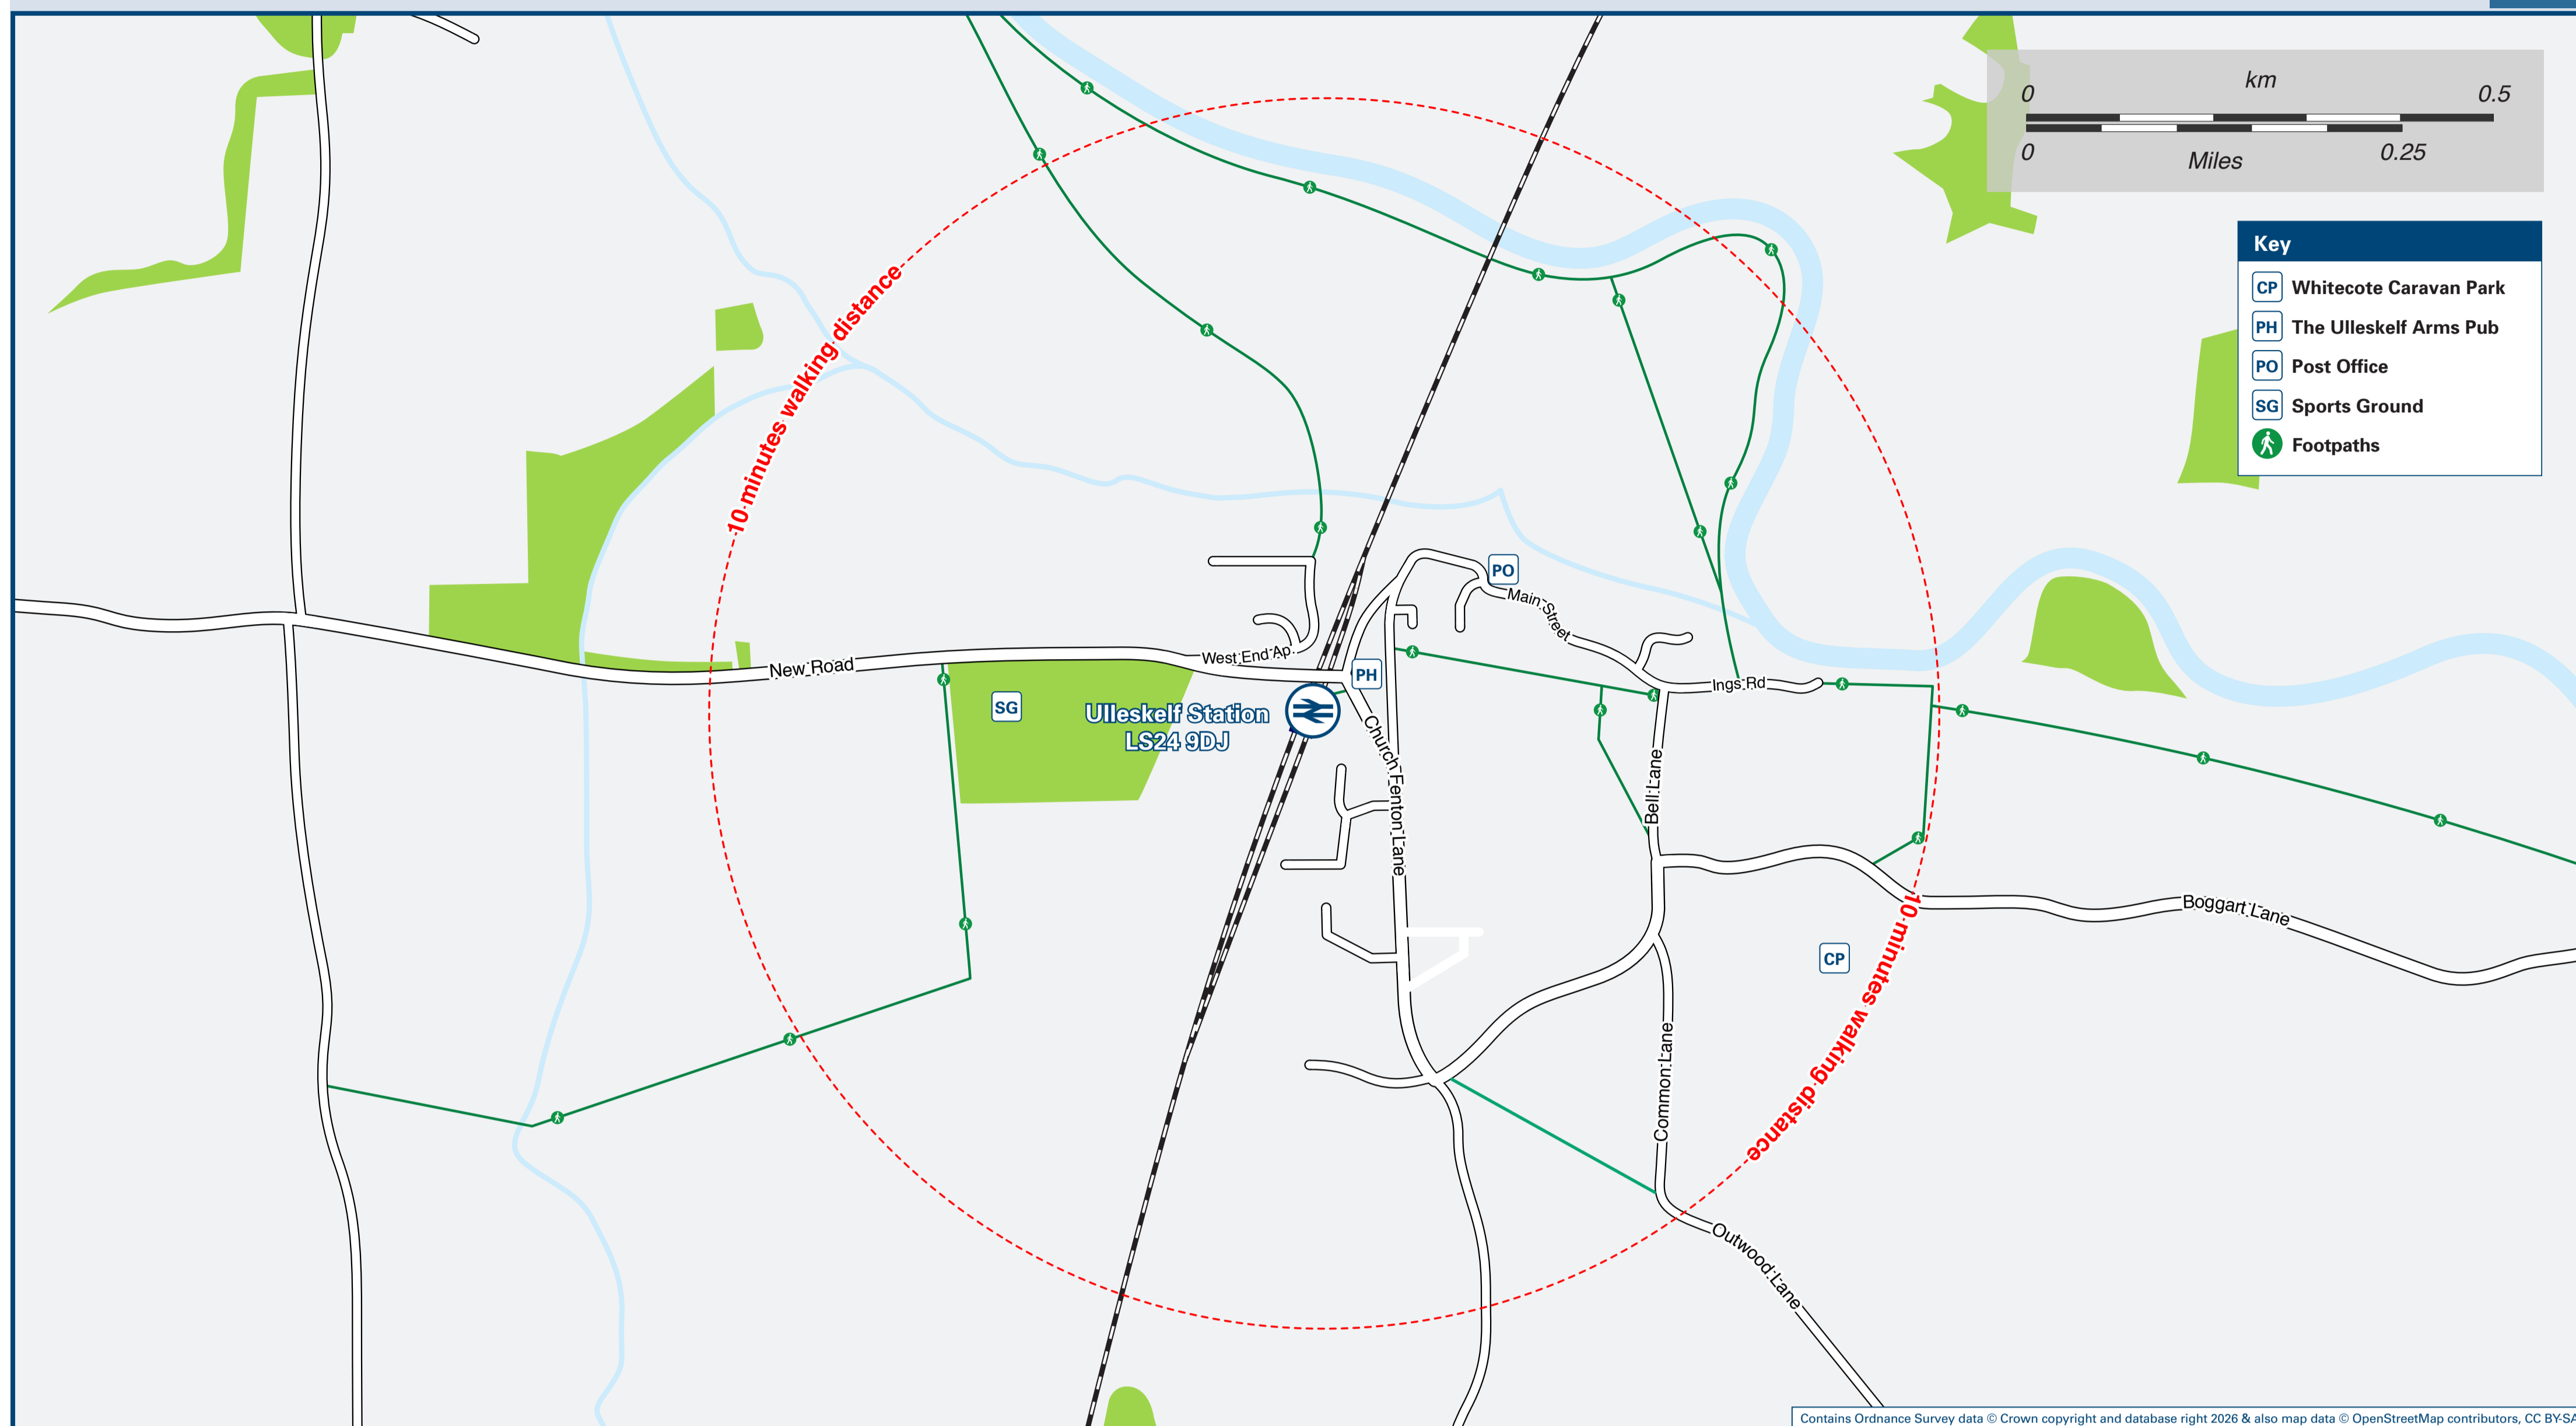 km
0 0.5
0 0.25
Miles
Key
CP Whitecote Caravan Park
PH The Ulleskelf Arms Pub
PO Post Office
SG Sports Ground
Footpaths
10 minutes walking distance
PO
Main Street
West End Ap.
New Road
PH
Ings Rd
SG
Ulleskelf Station
LS24 9DJ
Church Fenton Lane
Bell Lane
Boggart Lane
CP
10 minutes walking distance
Common Lane
Outwood Lane
Contains Ordnance Survey data © Crown copyright and database right 2026 & also map data © OpenStreetMap contributors, CC BY-SA